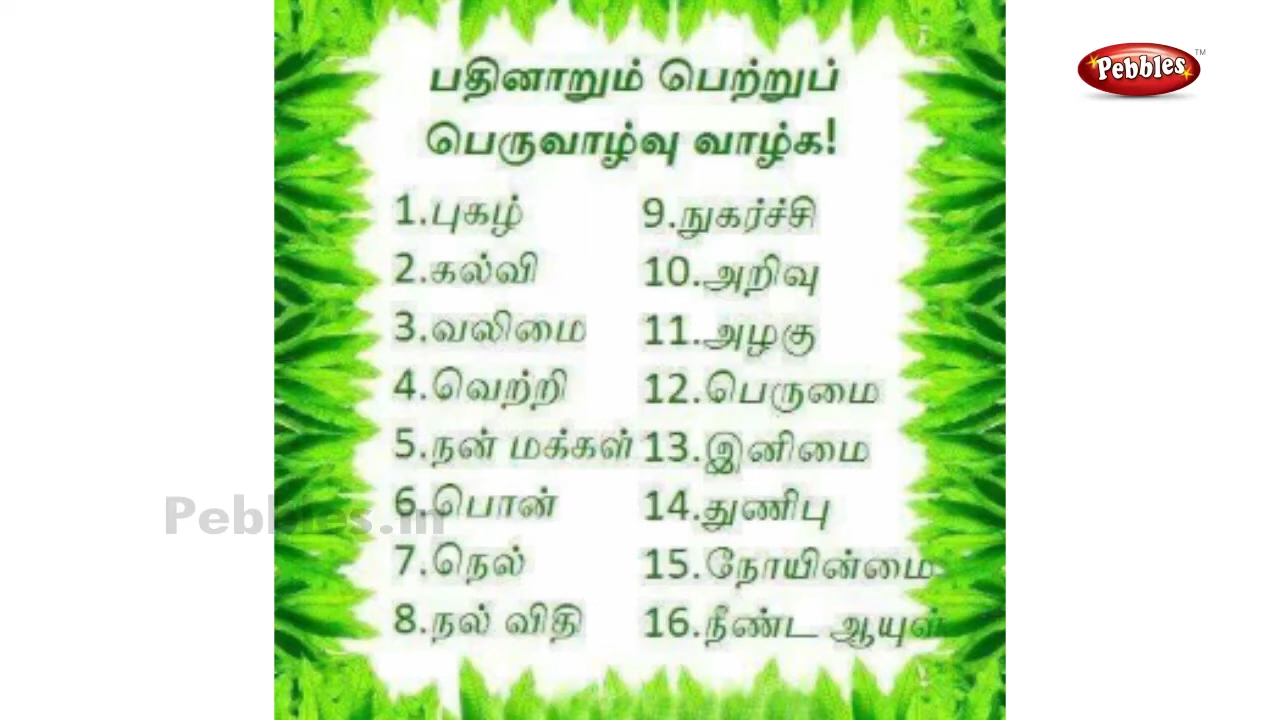 Pebbles™
பதினாறும் பெற்றுப்
பெருவாழ்வு வாழ்க!
1.புகழ்
2.கல்வி
3.வலிமை
4.வெற்றி
5.நன் மக்கள்
6.பொன்
7.நெல்
8.நல் விதி
9.நுகர்ச்சி
10.அறிவு
11.அழகு
12.பெருமை
13.இனிமை
14.துணிபு
15.நோயின்மை
16.நீண்ட ஆயுள்
Pebbles.in